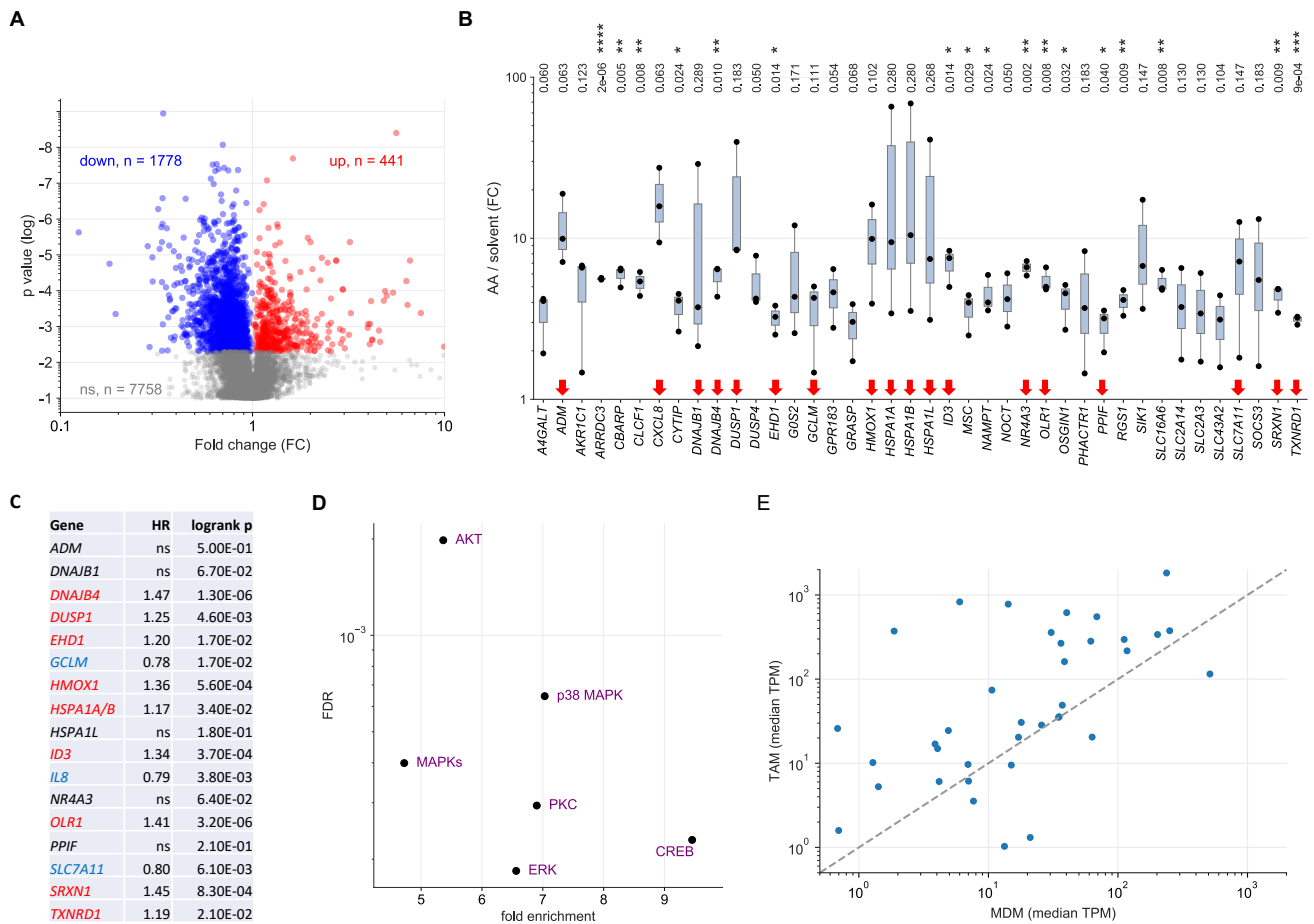 A
p value (log)
−8
−7
−6
−5
−4
−3
−2
−1
down, n = 1778
up, n = 441
ns, n = 7758
0.1
1.0
10
Fold change (FC)
B
**** ** ** * ** * * * * ** ** * * ** ** ** ***
0.060 0.063 0.123 2e-06 0.005 0.008 0.063 0.024 0.289 0.010 0.183 0.050 0.014 0.171 0.111 0.054 0.068 0.102 0.280 0.280 0.268 0.014 0.029 0.024 0.050 0.002 0.008 0.032 0.183 0.040 0.009 0.147 0.008 0.130 0.130 0.104 0.147 0.183 0.009 9e-04
AA / solvent (FC)
100
10
1
A4GALT ADM AKR1C1 ARRDC3 CBARP CLCF1 CXCL8 CYTIP DNAJB1 DNAJB4 DUSP1 DUSP4 EHD1 G0S2 GCLM GPR183 GRASP HMOX1 HSPA1A HSPA1B HSPA1L ID3 MSC NAMPT NOCT NR4A3 OLR1 OSGIN1 PHACTR1 PPIF RGS1 SIK1 SLC16A6 SLC2A14 SLC2A3 SLC43A2 SLC7A11 SOCS3 SRXN1 TXNRD1
C
Gene HR logrank p
ADM ns 5.00E-01
DNAJB1 ns 6.70E-02
DNAJB4 1.47 1.30E-06
DUSP1 1.25 4.60E-03
EHD1 1.20 1.70E-02
GCLM 0.78 1.70E-02
HMOX1 1.36 5.60E-04
HSPA1A/B 1.17 3.40E-02
HSPA1L ns 1.80E-01
ID3 1.34 3.70E-04
IL8 0.79 3.80E-03
NR4A3 ns 6.40E-02
OLR1 1.41 3.20E-06
PPIF ns 2.10E-01
SLC7A11 0.80 6.10E-03
SRXN1 1.45 8.30E-04
TXNRD1 1.19 2.10E-02
D
FDR
10⁻³
AKT
p38 MAPK
MAPKs
PKC
CREB
ERK
5 6 7 8 9
fold enrichment
E
TAM (median TPM)
10³
10²
10¹
10⁰
10⁰ 10¹ 10² 10³
MDM (median TPM)